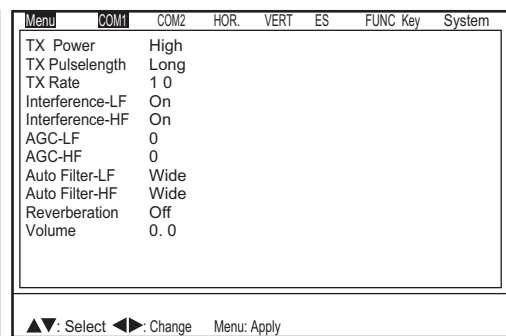 Menu COM1 COM2 HOR. VERT ES FUNC Key System
TX Power High
TX Pulselength Long
TX Rate 1 0
Interference-LF On
Interference-HF On
AGC-LF 0
AGC-HF 0
Auto Filter-LF Wide
Auto Filter-HF Wide
Reverberation Off
Volume 0. 0
▲▼: Select ◀▶: Change Menu: Apply